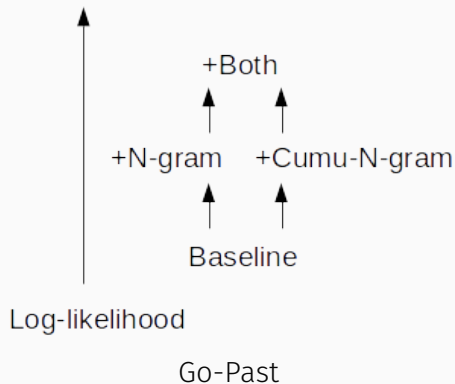 +Both
+N-gram +Cumu-N-gram
Baseline
Log-likelihood
Go-Past